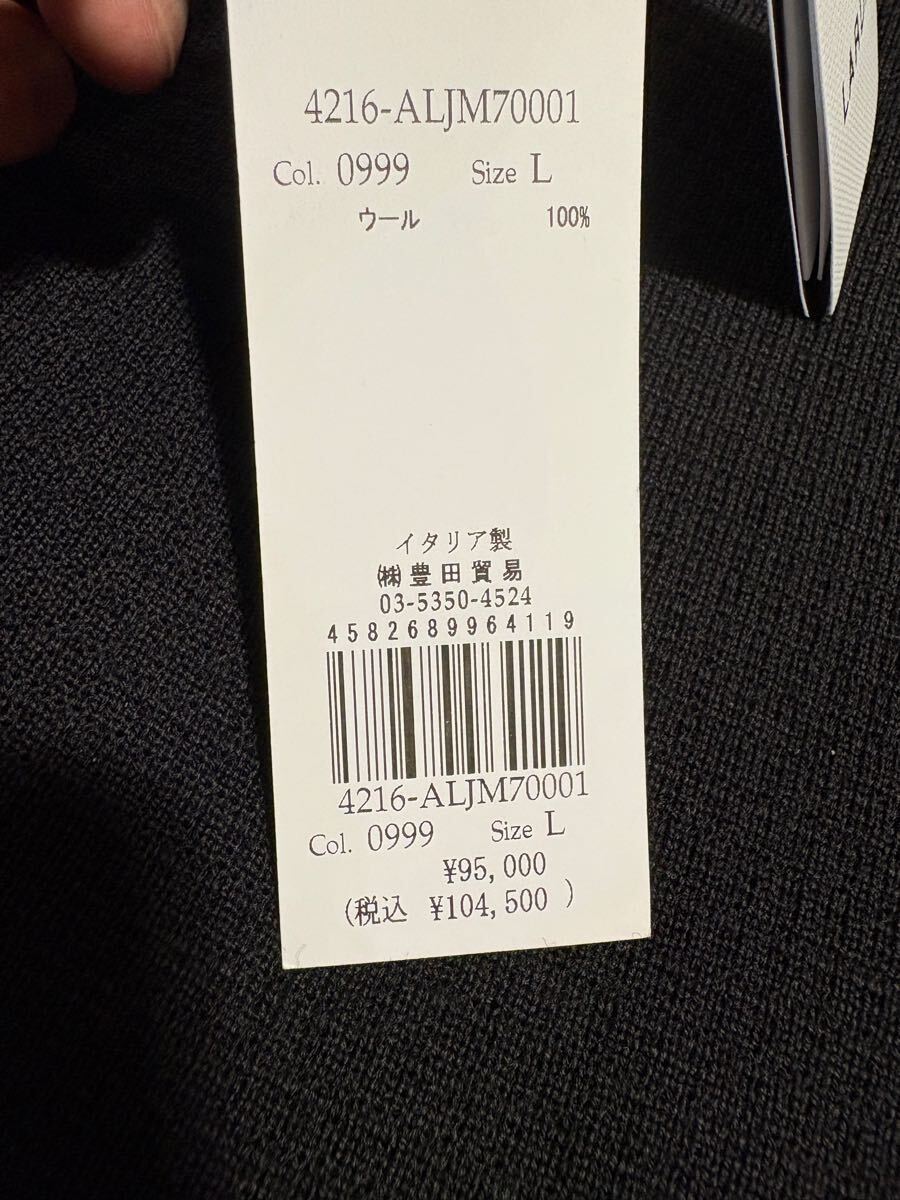 4216-ALJM70001
Col. 0999 Size L
ウール 100%
イタリア製
㈱豊田貿易
03-5350-4524
4582689964119
4216-ALJM70001
Col. 0999 Size L
¥95,000
(税込 ¥104,500 )